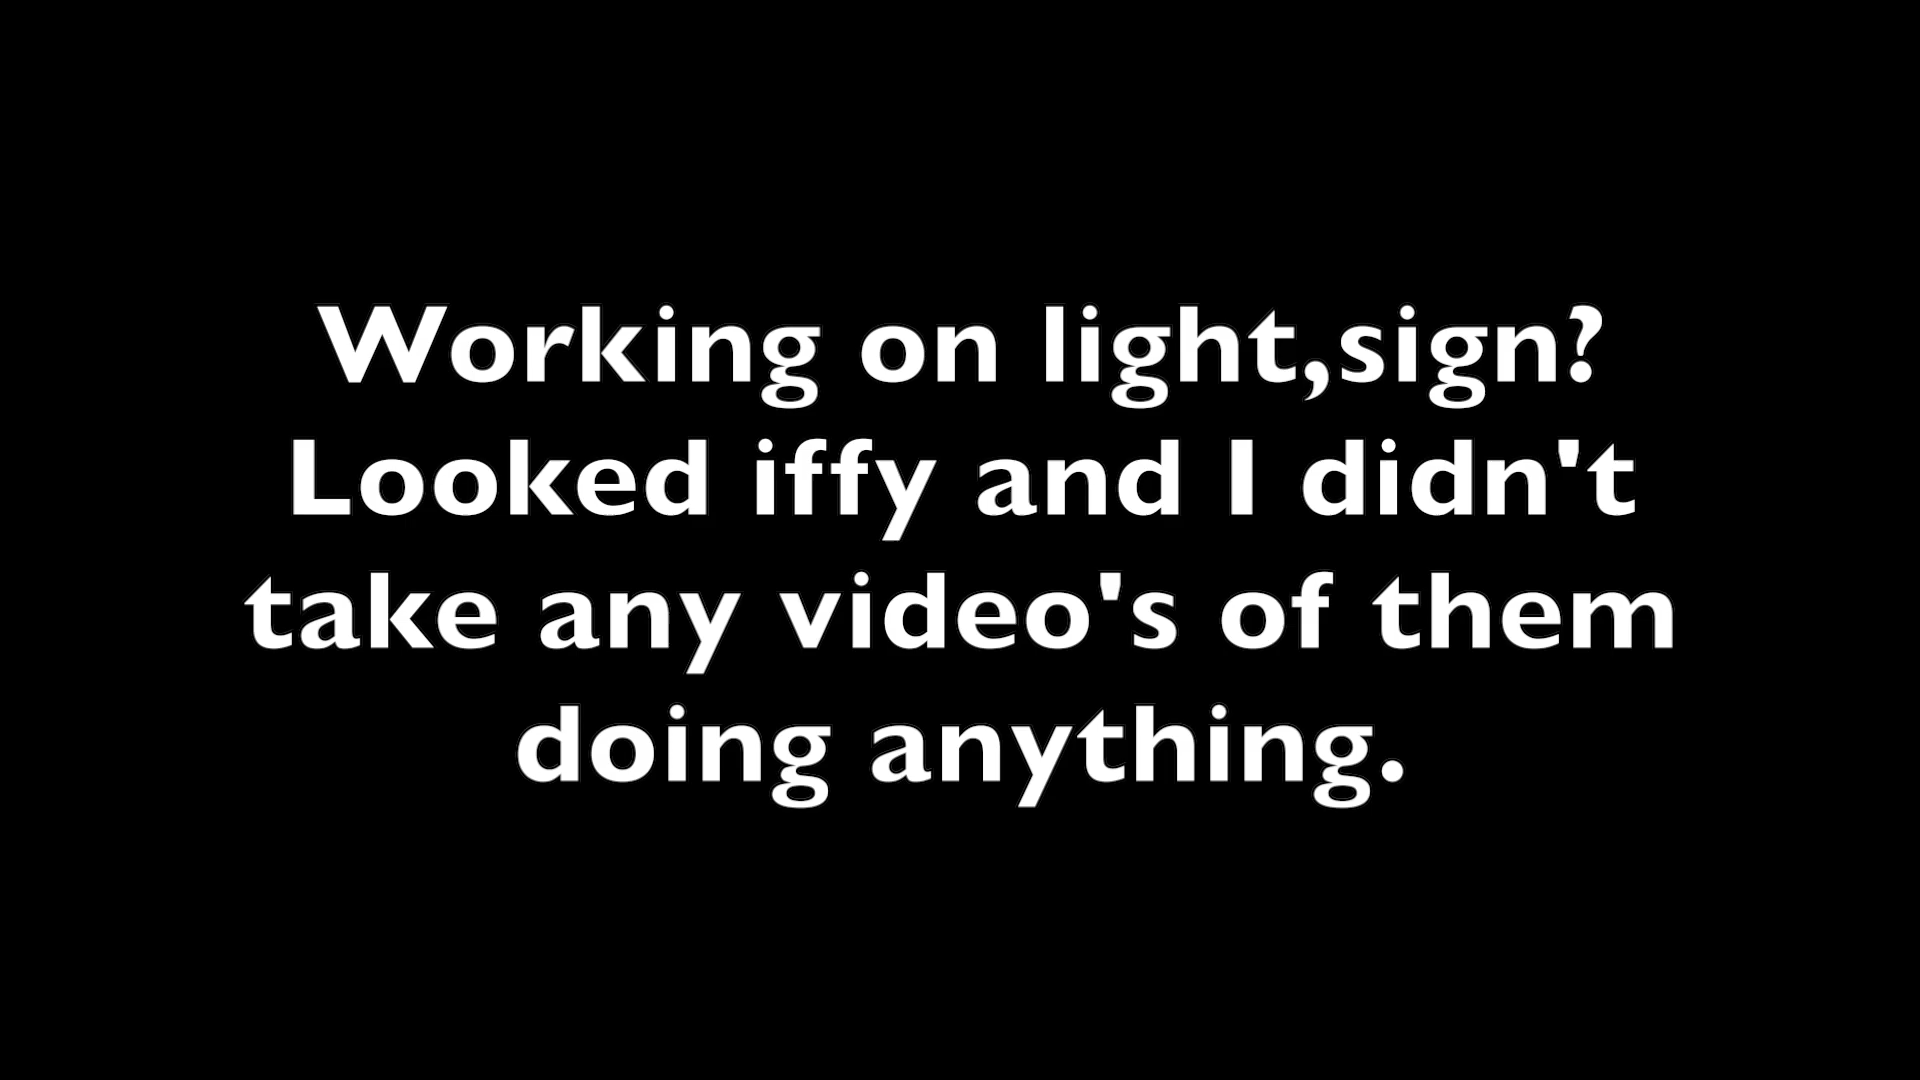 Working on light,sign?
Looked iffy and I didn't
take any video's of them
doing anything.